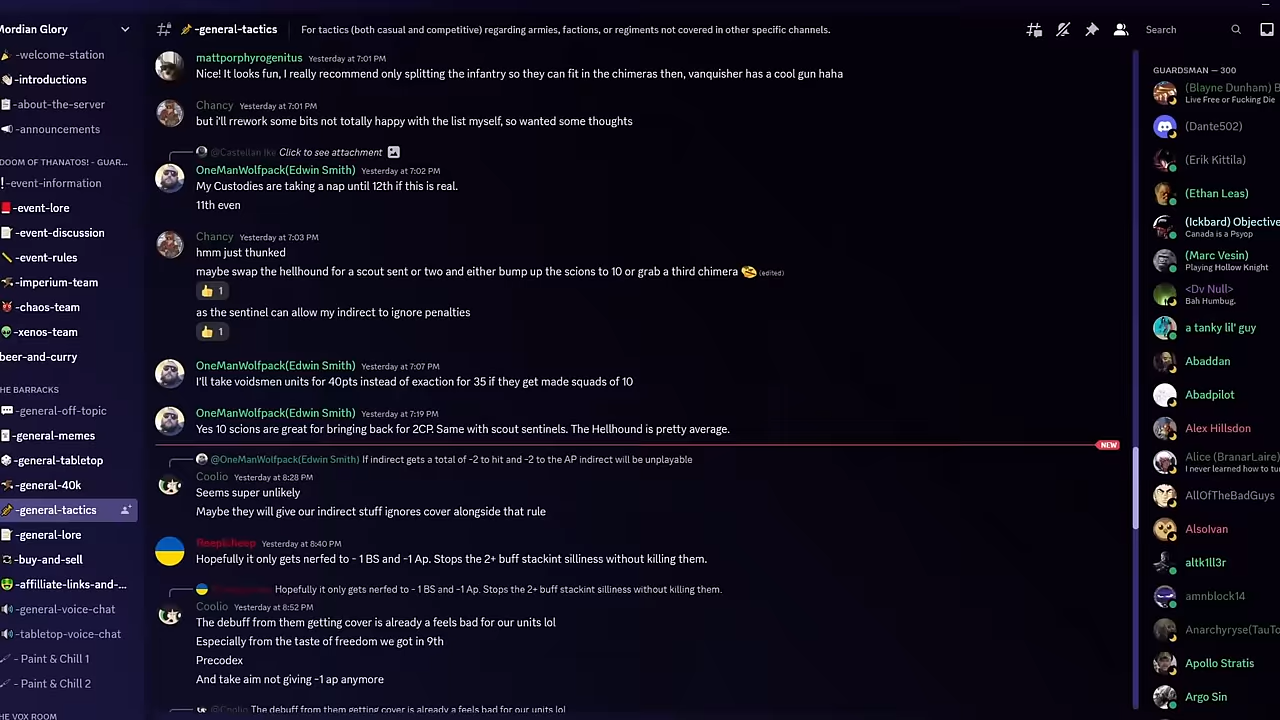 Mordian Glory
-general-tactics
For tactics (both casual and competitive) regarding armies, factions, or regiments not covered in other specific channels.
Search
-welcome-station
-introductions
-about-the-server
-announcements
DOOM OF THANATOS! - GUAR...
-event-information
-event-lore
-event-discussion
-event-rules
-imperium-team
-chaos-team
-xenos-team
beer-and-curry
HE BARRACKS
-general-off-topic
-general-memes
-general-tabletop
-general-40k
-general-tactics
-general-lore
-buy-and-sell
-affiliate-links-and-...
-general-voice-chat
-tabletop-voice-chat
- Paint & Chill 1
- Paint & Chill 2
HE VOX ROOM
mattporphyrogenitus Yesterday at 7:01 PM
Nice! It looks fun, I really recommend only splitting the infantry so they can fit in the chimeras then, vanquisher has a cool gun haha
Chancy Yesterday at 7:01 PM
but i'll rrework some bits not totally happy with the list myself, so wanted some thoughts
@Castellan Ike Click to see attachment
OneManWolfpack(Edwin Smith) Yesterday at 7:02 PM
My Custodies are taking a nap until 12th if this is real.
11th even
Chancy Yesterday at 7:03 PM
hmm just thunked
maybe swap the hellhound for a scout sent or two and either bump up the scions to 10 or grab a third chimera (edited)
1
as the sentinel can allow my indirect to ignore penalties
1
OneManWolfpack(Edwin Smith) Yesterday at 7:07 PM
I'll take voidsmen units for 40pts instead of exaction for 35 if they get made squads of 10
OneManWolfpack(Edwin Smith) Yesterday at 7:19 PM
Yes 10 scions are great for bringing back for 2CP. Same with scout sentinels. The Hellhound is pretty average.
NEW
@OneManWolfpack(Edwin Smith) If indirect gets a total of -2 to hit and -2 to the AP indirect will be unplayable
Coolio Yesterday at 8:28 PM
Seems super unlikely
Maybe they will give our indirect stuff ignores cover alongside that rule
Yesterday at 8:40 PM
Hopefully it only gets nerfed to - 1 BS and -1 Ap. Stops the 2+ buff stackint silliness without killing them.
Hopefully it only gets nerfed to - 1 BS and -1 Ap. Stops the 2+ buff stackint silliness without killing them.
Coolio Yesterday at 8:52 PM
The debuff from them getting cover is already a feels bad for our units lol
Especially from the taste of freedom we got in 9th
Precodex
And take aim not giving -1 ap anymore
@Coolio The debuff from them getting cover is already a feels bad for our units lol
GUARDSMAN — 300
(Blayne Dunham) B
Live Free or Fucking Die
(Dante502)
(Erik Kittila)
(Ethan Leas)
(Ickbard) Objective
Canada is a Psyop
(Marc Vesin)
Playing Hollow Knight
<Dv Null>
Bah Humbug.
a tanky lil' guy
Abaddan
Abadpilot
Alex Hillsdon
Alice (BranarLaire)
I never learned how to tu
AllOfTheBadGuys
Alsolvan
altk1ll3r
amnblock14
Anarchyryse(TauTo
Apollo Stratis
Argo Sin